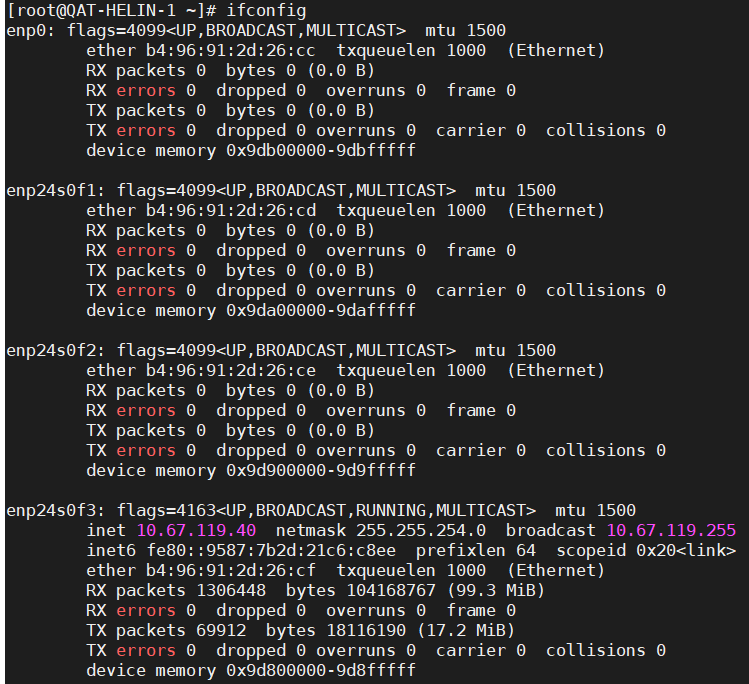 [root@QAT-HELIN-1 ~]# ifconfig
enp0: flags=4099<UP,BROADCAST,MULTICAST>  mtu 1500
        ether b4:96:91:2d:26:cc  txqueuelen 1000  (Ethernet)
        RX packets 0  bytes 0 (0.0 B)
        RX errors 0  dropped 0  overruns 0  frame 0
        TX packets 0  bytes 0 (0.0 B)
        TX errors 0  dropped 0 overruns 0  carrier 0  collisions 0
        device memory 0x9db00000-9dbfffff

enp24s0f1: flags=4099<UP,BROADCAST,MULTICAST>  mtu 1500
        ether b4:96:91:2d:26:cd  txqueuelen 1000  (Ethernet)
        RX packets 0  bytes 0 (0.0 B)
        RX errors 0  dropped 0  overruns 0  frame 0
        TX packets 0  bytes 0 (0.0 B)
        TX errors 0  dropped 0 overruns 0  carrier 0  collisions 0
        device memory 0x9da00000-9dafffff

enp24s0f2: flags=4099<UP,BROADCAST,MULTICAST>  mtu 1500
        ether b4:96:91:2d:26:ce  txqueuelen 1000  (Ethernet)
        RX packets 0  bytes 0 (0.0 B)
        RX errors 0  dropped 0  overruns 0  frame 0
        TX packets 0  bytes 0 (0.0 B)
        TX errors 0  dropped 0 overruns 0  carrier 0  collisions 0
        device memory 0x9d900000-9d9fffff

enp24s0f3: flags=4163<UP,BROADCAST,RUNNING,MULTICAST>  mtu 1500
        inet 10.67.119.40  netmask 255.255.254.0  broadcast 10.67.119.255
        inet6 fe80::9587:7b2d:21c6:c8ee  prefixlen 64  scopeid 0x20<link>
        ether b4:96:91:2d:26:cf  txqueuelen 1000  (Ethernet)
        RX packets 1306448  bytes 104168767 (99.3 MiB)
        RX errors 0  dropped 0  overruns 0  frame 0
        TX packets 69912  bytes 18116190 (17.2 MiB)
        TX errors 0  dropped 0 overruns 0  carrier 0  collisions 0
        device memory 0x9d800000-9d8fffff